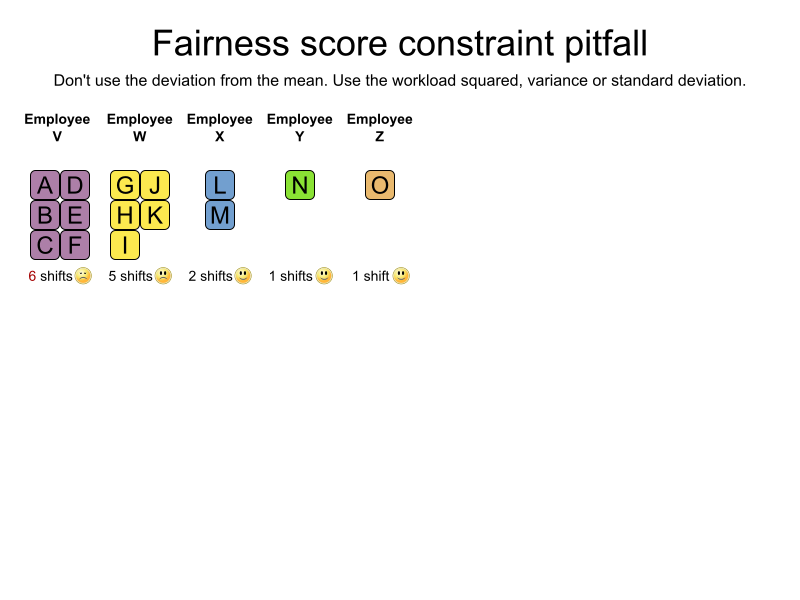 Fairness score constraint pitfall
Don't use the deviation from the mean. Use the workload squared, variance or standard deviation.
Employee Employee Employee Employee Employee
V W X Y Z
A D G J L N O
B E H K M
C F I
6 shifts 5 shifts 2 shifts 1 shifts 1 shift